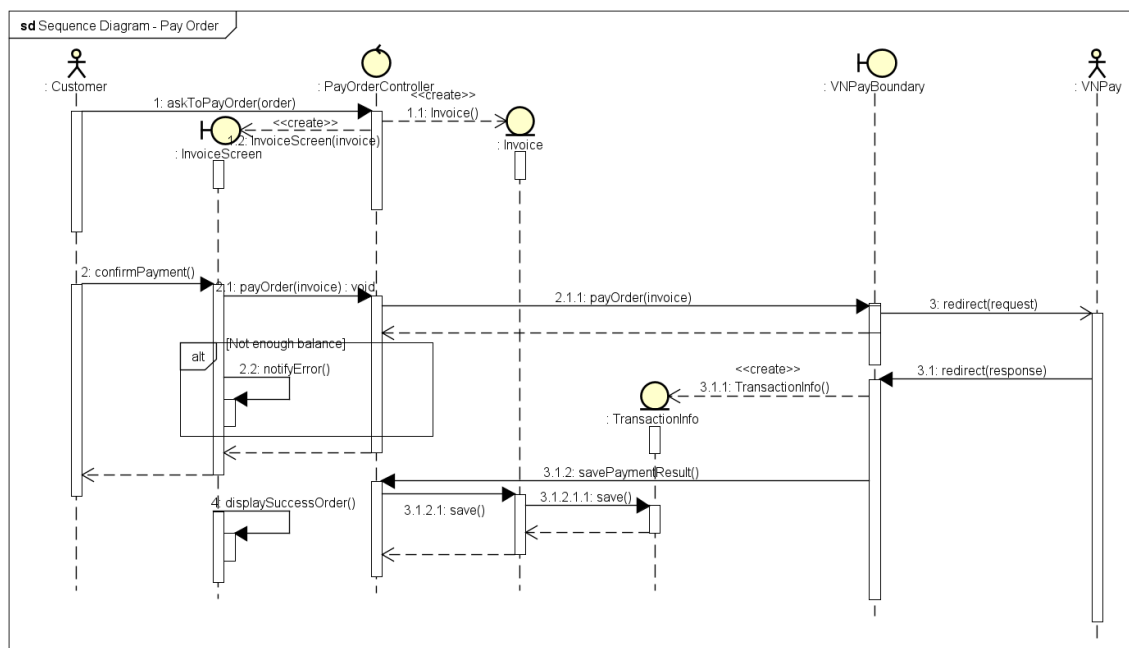 sd Sequence Diagram - Pay Order
: Customer
: PayOrderController
: VNPayBoundary
: VNPay
1: askToPayOrder(order)
<<create>>
1.1: Invoice()
<<create>>
1.2: InvoiceScreen(invoice)
: InvoiceScreen
: Invoice
2: confirmPayment()
2.1: payOrder(invoice) : void
2.1.1: payOrder(invoice)
3: redirect(request)
alt
[Not enough balance]
2.2: notifyError()
3.1: redirect(response)
<<create>>
3.1.1: TransactionInfo()
: TransactionInfo
3.1.2: savePaymentResult()
4: displaySuccessOrder()
3.1.2.1: save()
3.1.2.1.1: save()